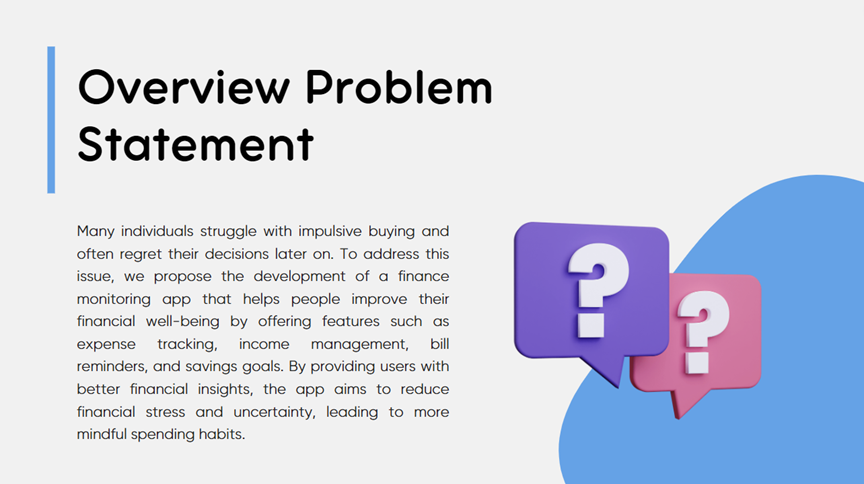 Overview Problem
Statement
Many individuals struggle with impulsive buying and
often regret their decisions later on. To address this
issue, we propose the development of a finance
monitoring app that helps people improve their
financial well-being by offering features such as
expense tracking, income management, bill
reminders, and savings goals. By providing users with
better financial insights, the app aims to reduce
financial stress and uncertainty, leading to more
mindful spending habits.
?
?